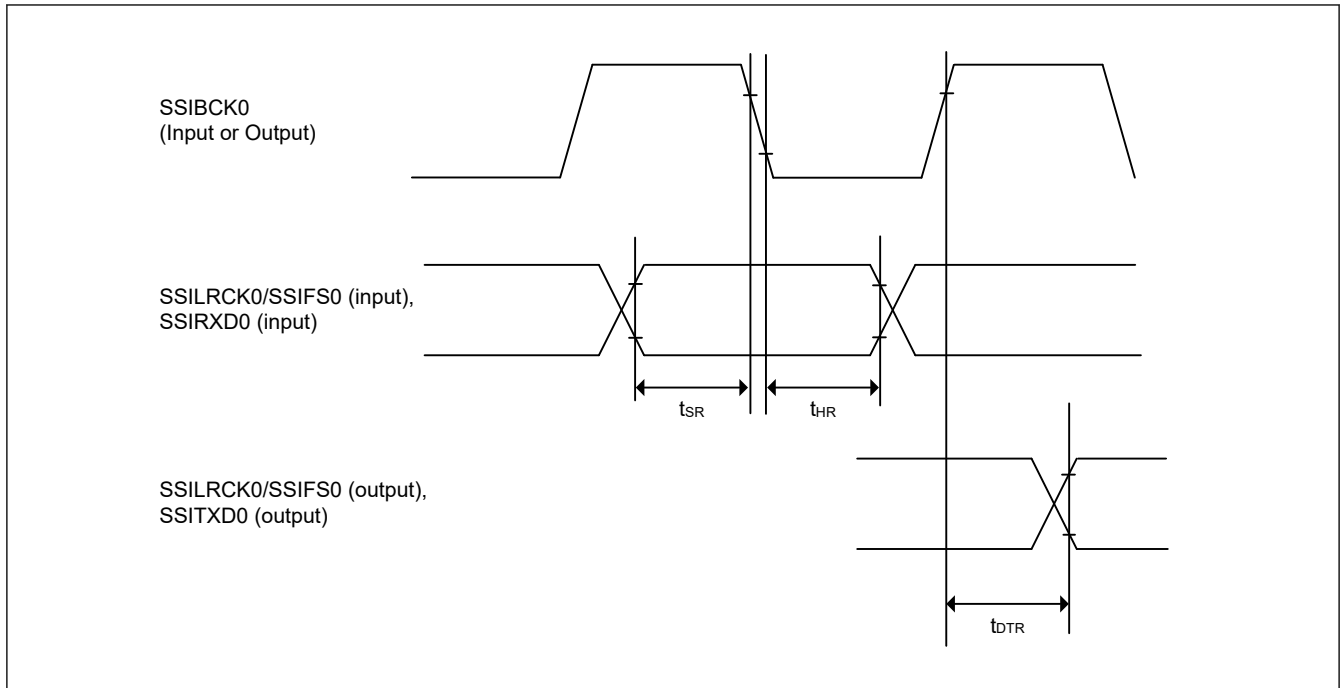 SSIBCK0
(Input or Output)
SSILRCK0/SSIFS0 (input),
SSIRXD0 (input)
tSR
tHR
SSILRCK0/SSIFS0 (output),
SSITXD0 (output)
tDTR